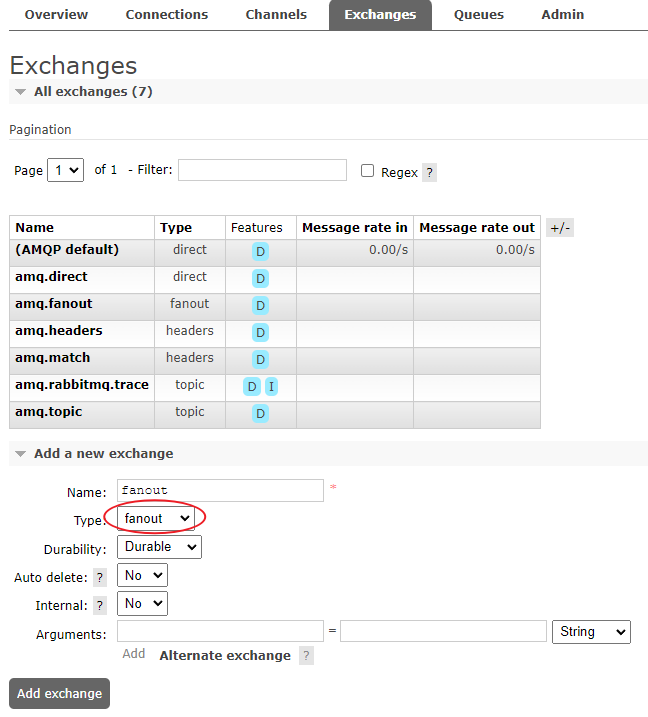 Overview Connections Channels Exchanges Queues Admin
Exchanges
All exchanges (7)
Pagination
Page 1 of 1 - Filter: Regex ?
Name Type Features Message rate in Message rate out +/-
(AMQP default) direct D 0.00/s 0.00/s
amq.direct direct D
amq.fanout fanout D
amq.headers headers D
amq.match headers D
amq.rabbitmq.trace topic D I
amq.topic topic D
Add a new exchange
Name: fanout *
Type: fanout
Durability: Durable
Auto delete: ? No
Internal: ? No
Arguments: = String
Add Alternate exchange ?
Add exchange